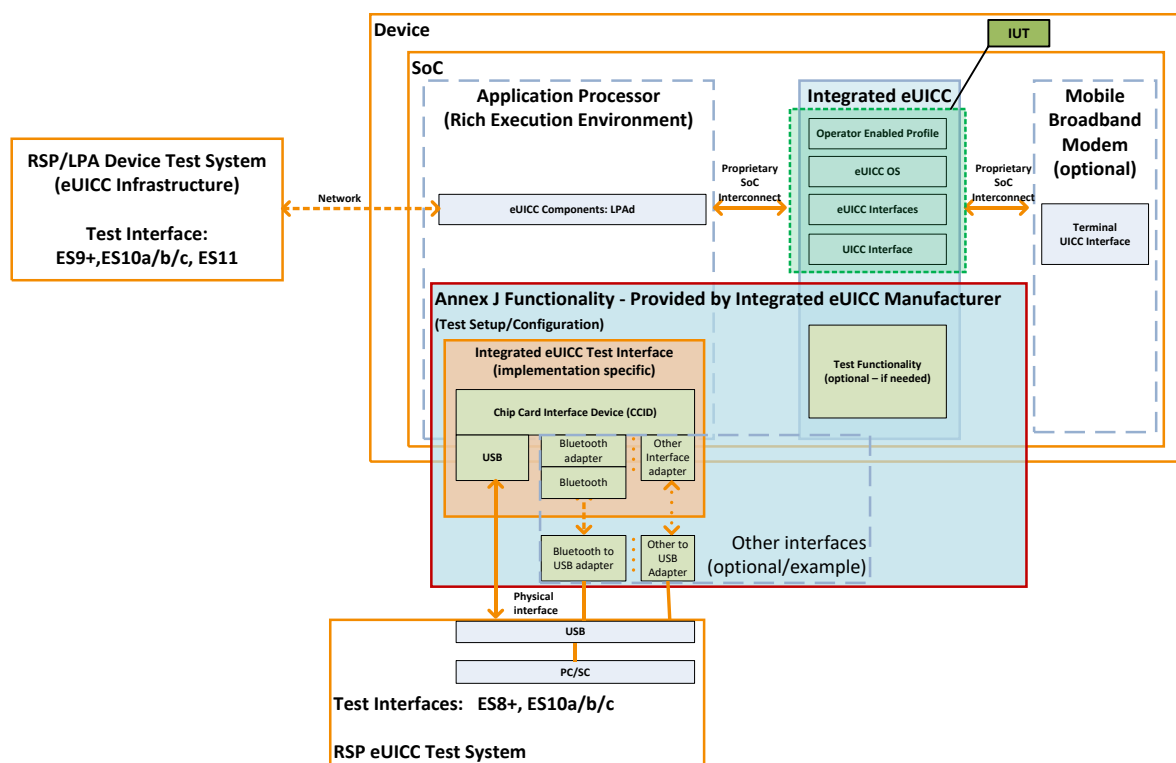 Device
IUT
SoC
Application Processor
(Rich Execution Environment)
Integrated eUICC
Mobile
Broadband
Modem
(optional)
Operator Enabled Profile
eUICC OS
eUICC Interfaces
UICC Interface
RSP/LPA Device Test System
(eUICC Infrastructure)
Test Interface:
ES9+,ES10a/b/c, ES11
Network
eUICC Components: LPAd
Proprietary
SoC
Interconnect
Proprietary
SoC
Interconnect
Terminal
UICC Interface
Annex J Functionality - Provided by Integrated eUICC Manufacturer
(Test Setup/Configuration)
Integrated eUICC Test Interface
(implementation specific)
Chip Card Interface Device (CCID)
USB
Bluetooth
adapter
Bluetooth
Other
Interface
adapter
Test Functionality
(optional – if needed)
Bluetooth to
USB adapter
Other to
USB
Adapter
Other interfaces
(optional/example)
Physical
interface
USB
PC/SC
Test Interfaces: ES8+, ES10a/b/c
RSP eUICC Test System